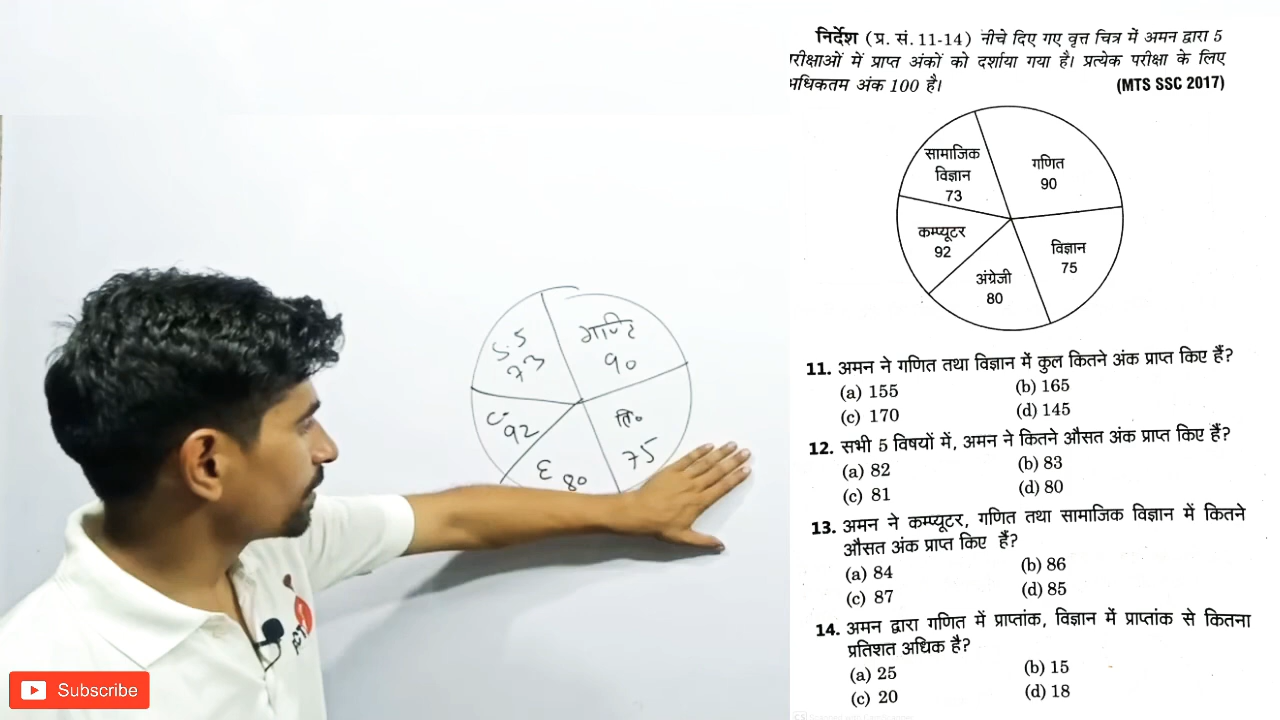 निर्देश (प्र. सं. 11-14) नीचे दिए गए वृत्त चित्र में अमन द्वारा 5
परीक्षाओं में प्राप्त अंकों को दर्शाया गया है। प्रत्येक परीक्षा के लिए
अधिकतम अंक 100 है।
(MTS SSC 2017)
सामाजिक
विज्ञान
73
गणित
90
कम्प्यूटर
92
विज्ञान
75
अंग्रेजी
80
11. अमन ने गणित तथा विज्ञान में कुल कितने अंक प्राप्त किए हैं?
(a) 155 (b) 165
(c) 170 (d) 145
12. सभी 5 विषयों में, अमन ने कितने औसत अंक प्राप्त किए हैं?
(a) 82 (b) 83
(c) 81 (d) 80
13. अमन ने कम्प्यूटर, गणित तथा सामाजिक विज्ञान में कितने
औसत अंक प्राप्त किए हैं?
(a) 84 (b) 86
(c) 87 (d) 85
14. अमन द्वारा गणित में प्राप्तांक, विज्ञान में प्राप्तांक से कितना
प्रतिशत अधिक है?
(a) 25 (b) 15
(c) 20 (d) 18
S.S
73
90
C.
92
वि०
75
E
80
Subscribe